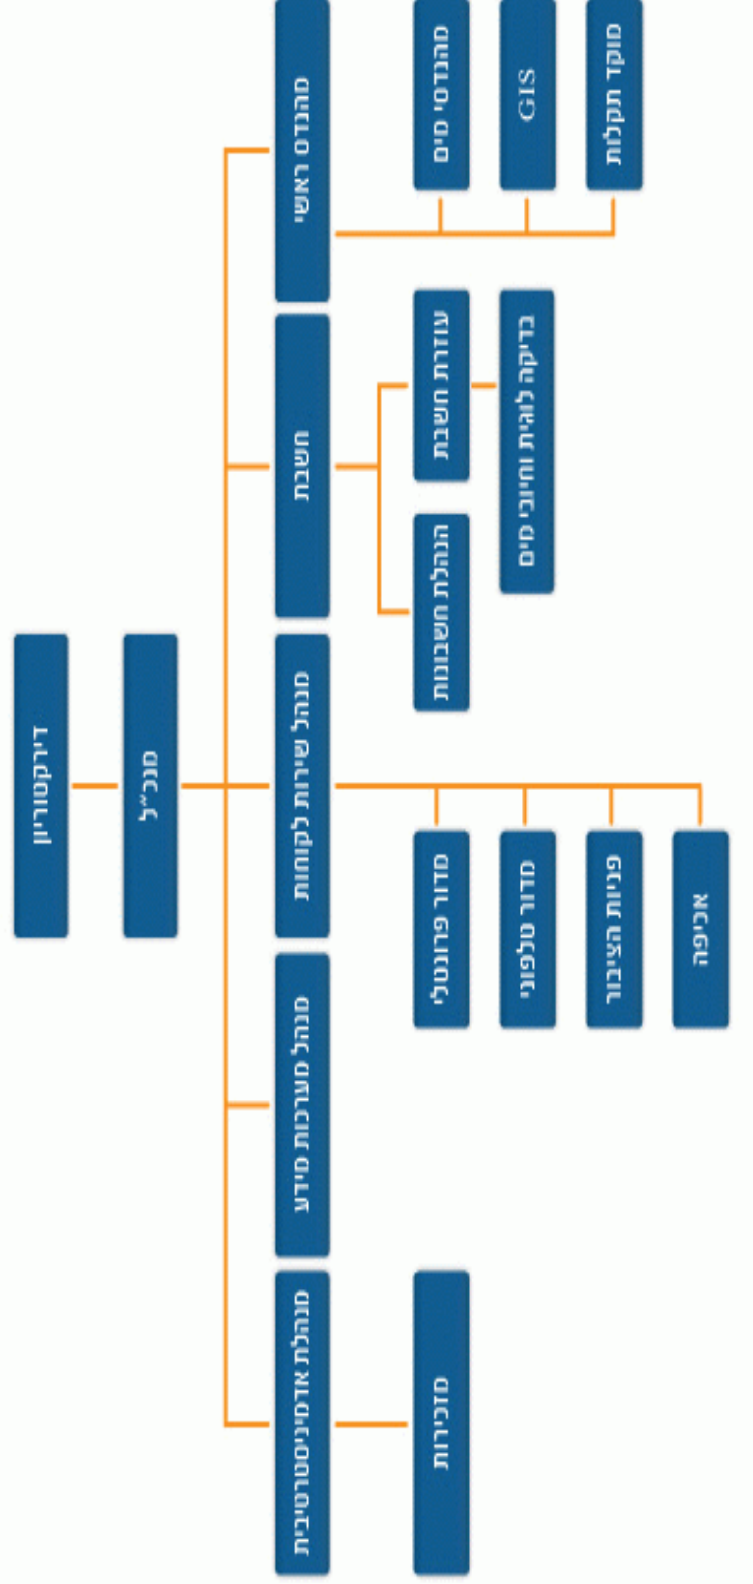 דירקטוריון
מנכ"ל
מהנדס ראשי
חשבת
מנהל שירות לקוחות
מנהל מערכות מידע
מנהלת אדמיניסטרטיבית
מהנדסי מים
GIS
מוקד תקלות
עוזרת חשבת
בדיקה לוגית וחיובי מים
הנהלת חשבונות
מדור פרונטלי
מדור טלפוני
פניות הציבור
אכיפה
מזכירות